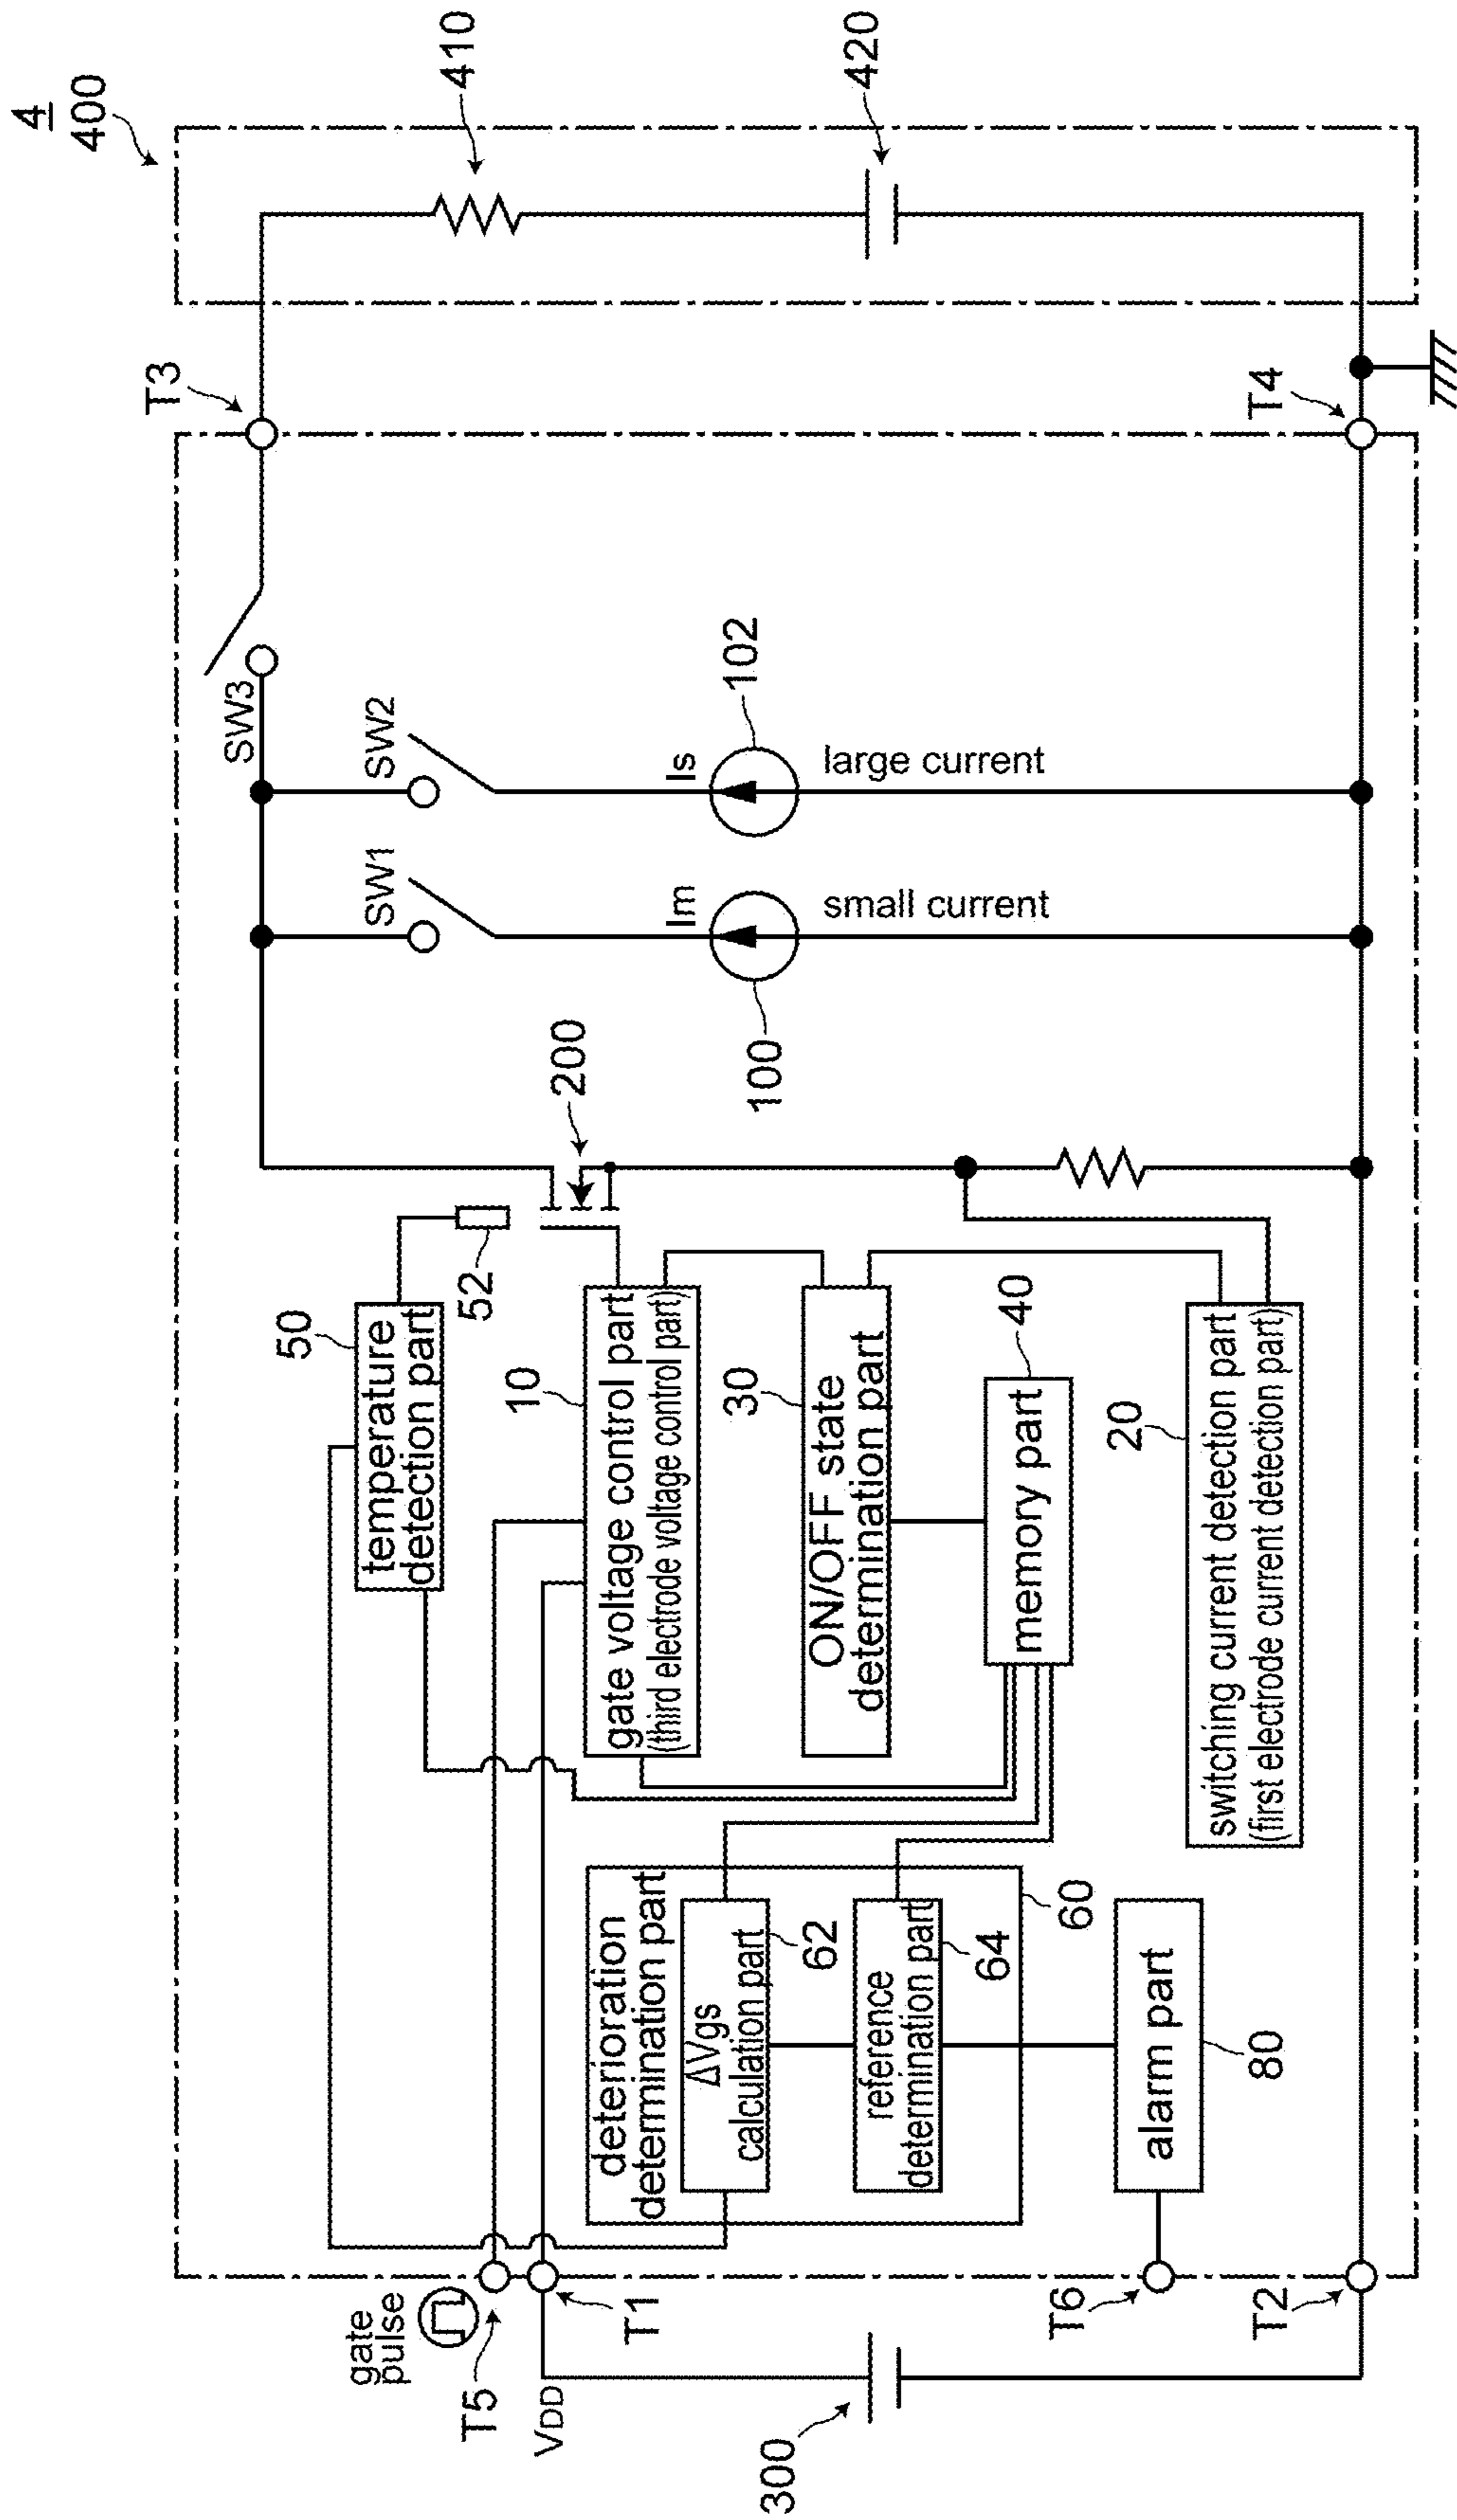 4
400
410
420
T3
T4
SW3
SW2
SW1
Is
102
large current
Im
small current
100
200
52
50
temperature
detection part
10
gate voltage control part
(third electrode voltage control part)
30
ON/OFF state
determination part
40
memory part
20
switching current detection part
(first electrode current detection part)
deterioration
determination part
ΔVgs
calculation part
62
reference
determination part
64
60
alarm part
80
gate
pulse
T5
T1
VDD
T6
T2
300